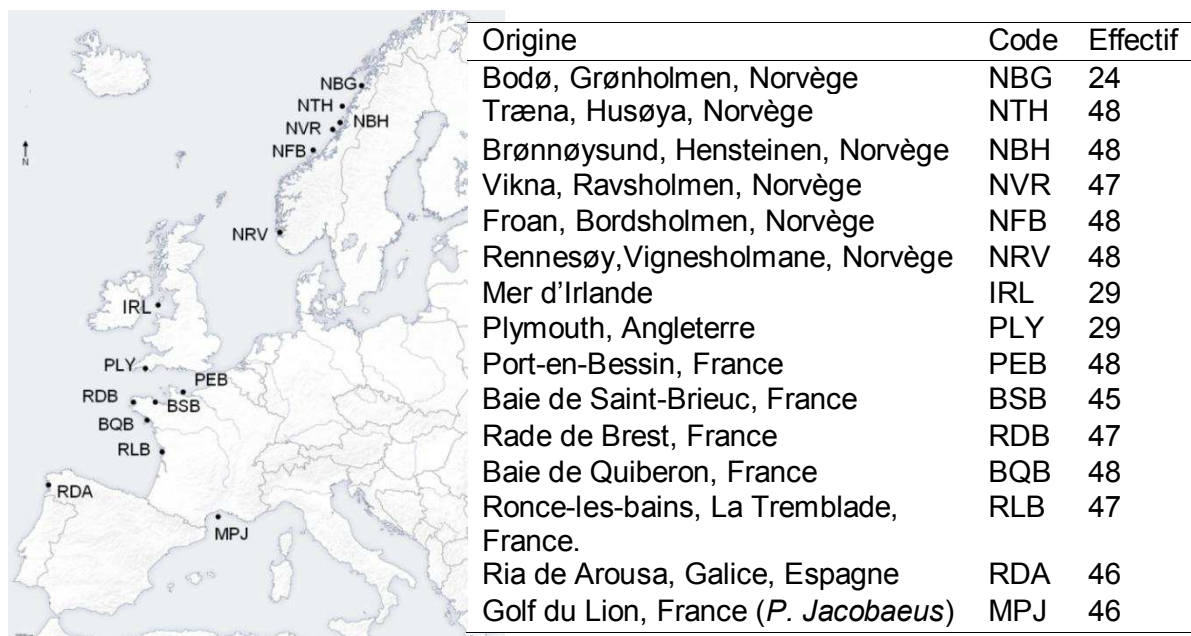 NBG
NTH
NBH
NVR
NFB
N
NRV
IRL
PLY
PEB
RDB
BSB
BQB
RLB
RDA
MPJ
Origine Code Effectif
Bodø, Grønholmen, Norvège NBG 24
Træna, Husøya, Norvège NTH 48
Brønnøysund, Hensteinen, Norvège NBH 48
Vikna, Ravsholmen, Norvège NVR 47
Froan, Bordsholmen, Norvège NFB 48
Rennesøy,Vignesholmane, Norvège NRV 48
Mer d'Irlande IRL 29
Plymouth, Angleterre PLY 29
Port-en-Bessin, France PEB 48
Baie de Saint-Brieuc, France BSB 45
Rade de Brest, France RDB 47
Baie de Quiberon, France BQB 48
Ronce-les-bains, La Tremblade, RLB 47
France.
Ria de Arousa, Galice, Espagne RDA 46
Golf du Lion, France (P. Jacobaeus) MPJ 46